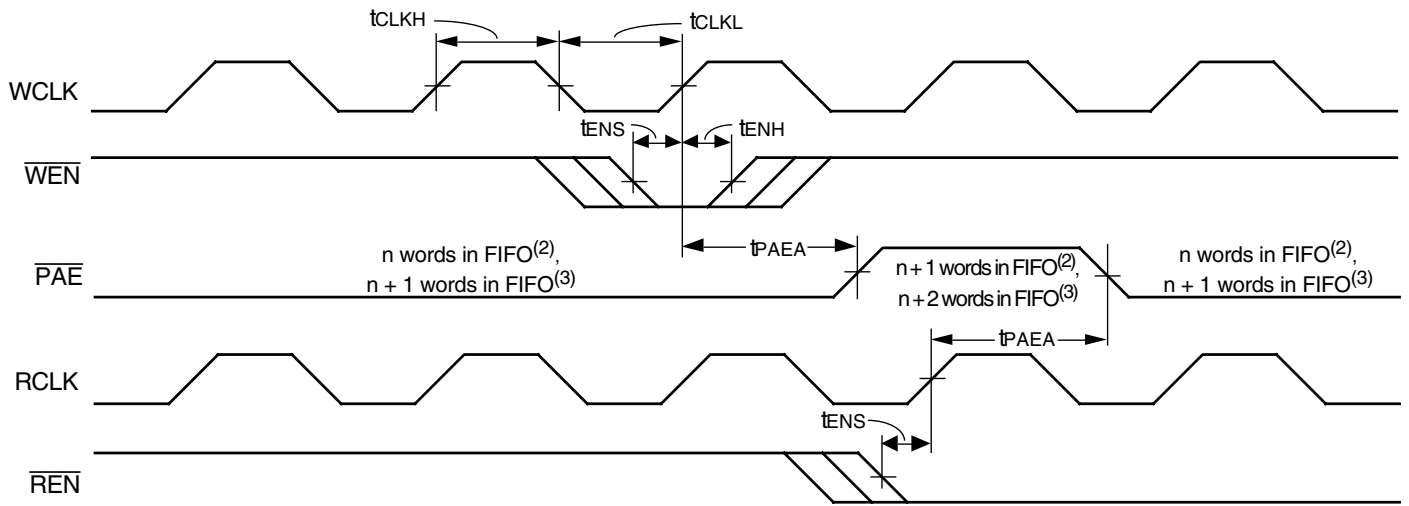 tCLKH tCLKL
WCLK
tENS tENH
WEN
tPAEA
PAE
n words in FIFO(2),
n + 1 words in FIFO(3)
n + 1 words in FIFO(2),
n + 2 words in FIFO(3)
n words in FIFO(2),
n + 1 words in FIFO(3)
tPAEA
RCLK
tENS
REN